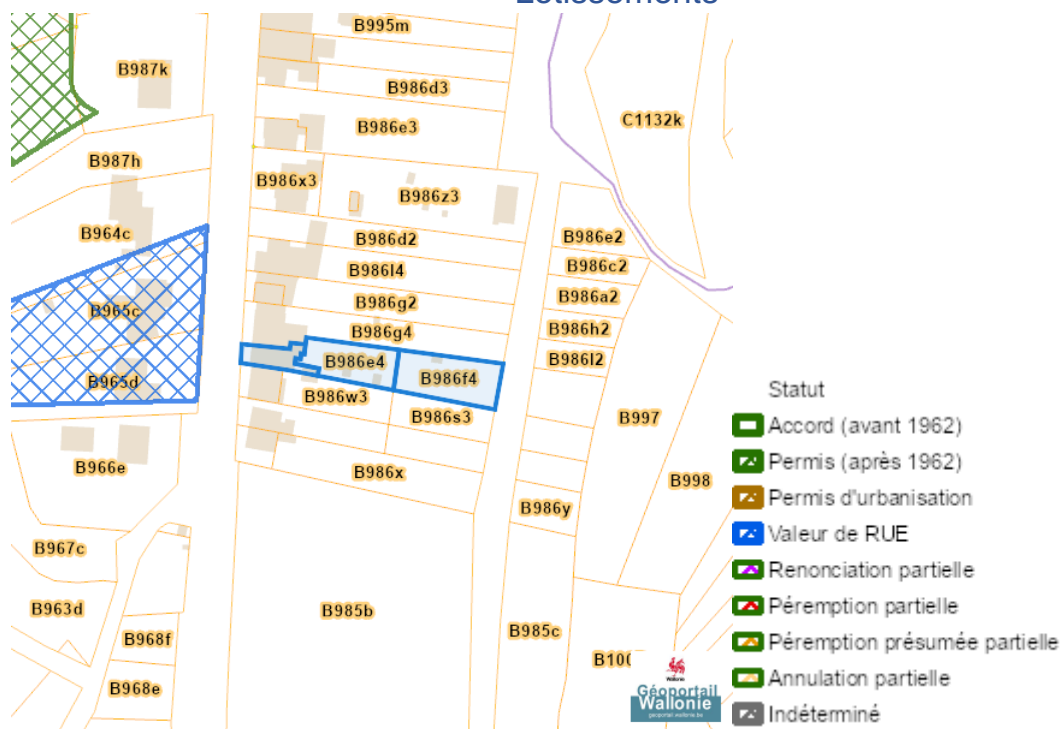 Lotissements
B995m
B987k
B986d3
C1132k
B986e3
B987h
B986x3
B986z3
B964c
B986d2
B986e2
B986l4
B986c2
B986a2
B965c
B986g2
B986g4
B986h2
B986e4
B986l2
B986f4
B965d
B986w3
B986s3
B997
B966e
B986x
B998
B986y
B967c
B963d
B985b
B968f
B985c
B968e
Wallonie
Géoportail
Wallonie
geoportail.wallonie.be
Statut
Accord (avant 1962)
Permis (après 1962)
Permis d'urbanisation
Valeur de RUE
Renonciation partielle
Péremption partielle
Péremption présumée partielle
Annulation partielle
Indéterminé